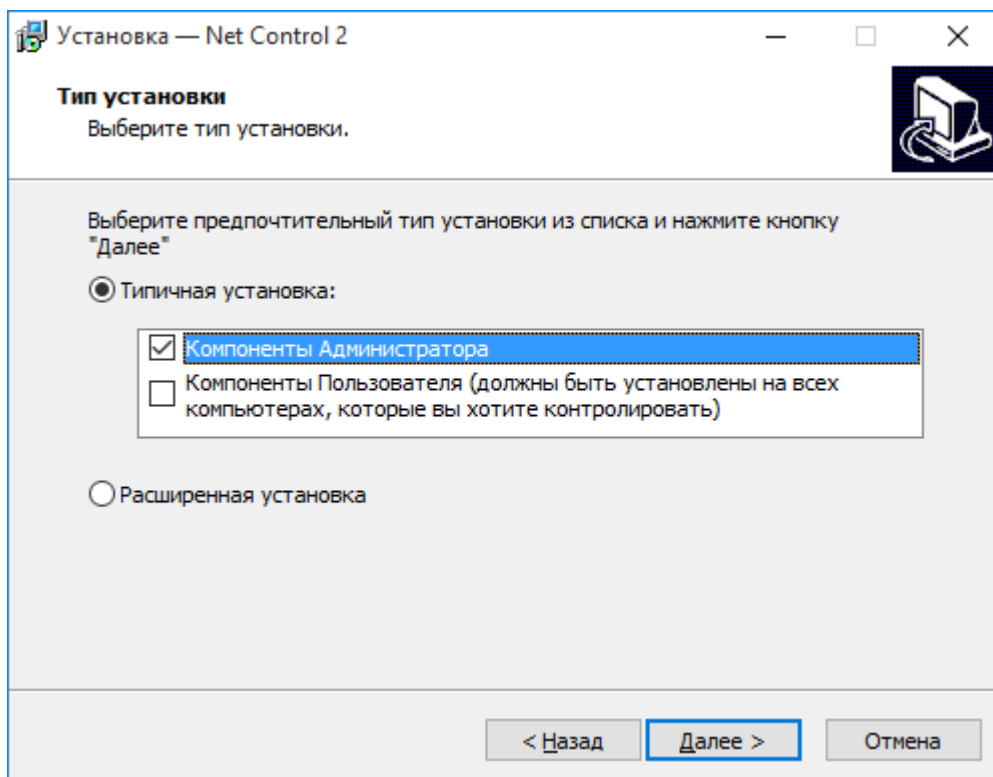 Установка — Net Control 2
Тип установки
Выберите тип установки.
Выберите предпочтительный тип установки из списка и нажмите кнопку
"Далее"
Типичная установка:
Компоненты Администратора
Компоненты Пользователя (должны быть установлены на всех
компьютерах, которые вы хотите контролировать)
Расширенная установка
< Назад
Далее >
Отмена